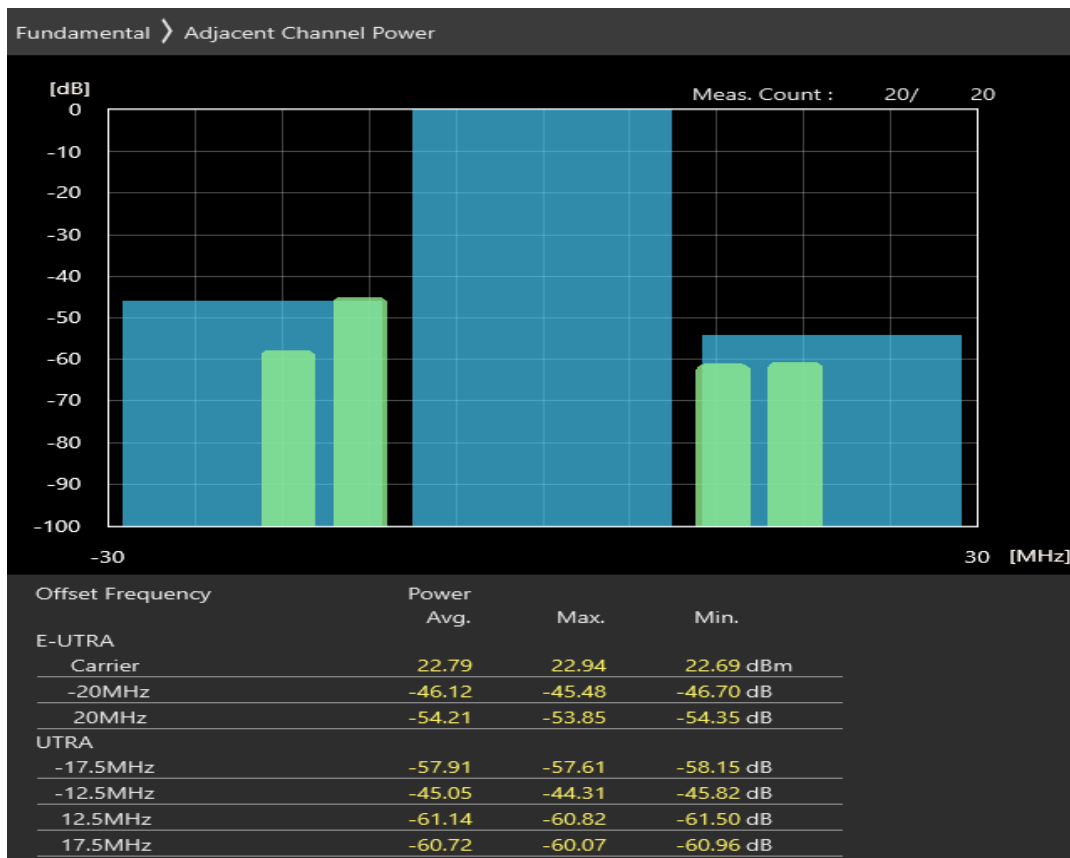 Fundamental ❯ Adjacent Channel Power
[dB]
Meas. Count : 20/ 20
0
-10
-20
-30
-40
-50
-60
-70
-80
-90
-100
-30 30 [MHz]
Offset Frequency Power
Avg. Max. Min.
E-UTRA
Carrier 22.79 22.94 22.69 dBm
-20MHz -46.12 -45.48 -46.70 dB
20MHz -54.21 -53.85 -54.35 dB
UTRA
-17.5MHz -57.91 -57.61 -58.15 dB
-12.5MHz -45.05 -44.31 -45.82 dB
12.5MHz -61.14 -60.82 -61.50 dB
17.5MHz -60.72 -60.07 -60.96 dB